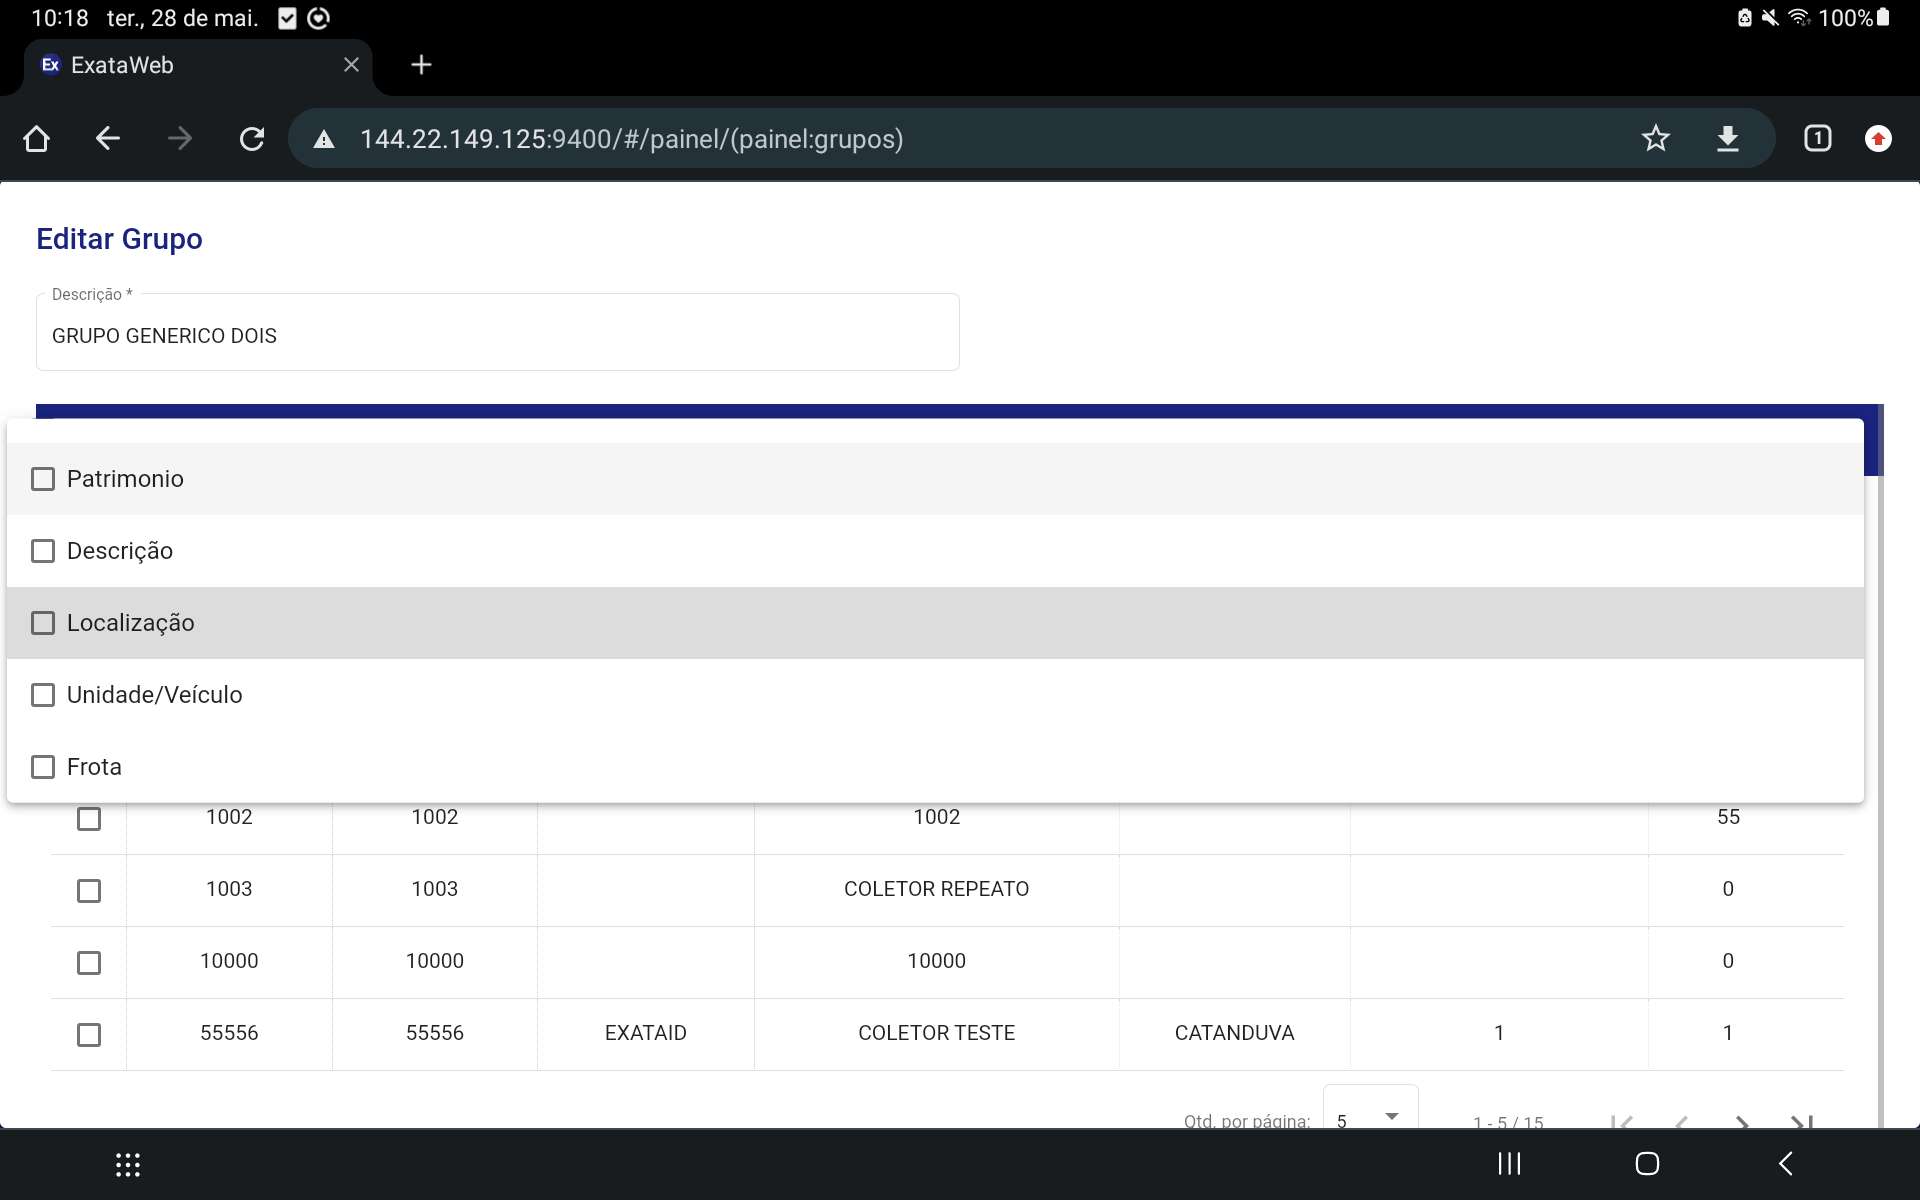 10:18 ter., 28 de mai. 100%
Ex ExataWeb
144.22.149.125:9400/#/painel/(painel:grupos) 1
Editar Grupo
Descrição *
GRUPO GENERICO DOIS
Patrimonio
Descrição
Localização
Unidade/Veículo
Frota
1002 1002 1002 55
1003 1003 COLETOR REPEATO 0
10000 10000 10000 0
55556 55556 EXATAID COLETOR TESTE CATANDUVA 1 1
Qtd. por página: 5 1 - 5 / 15